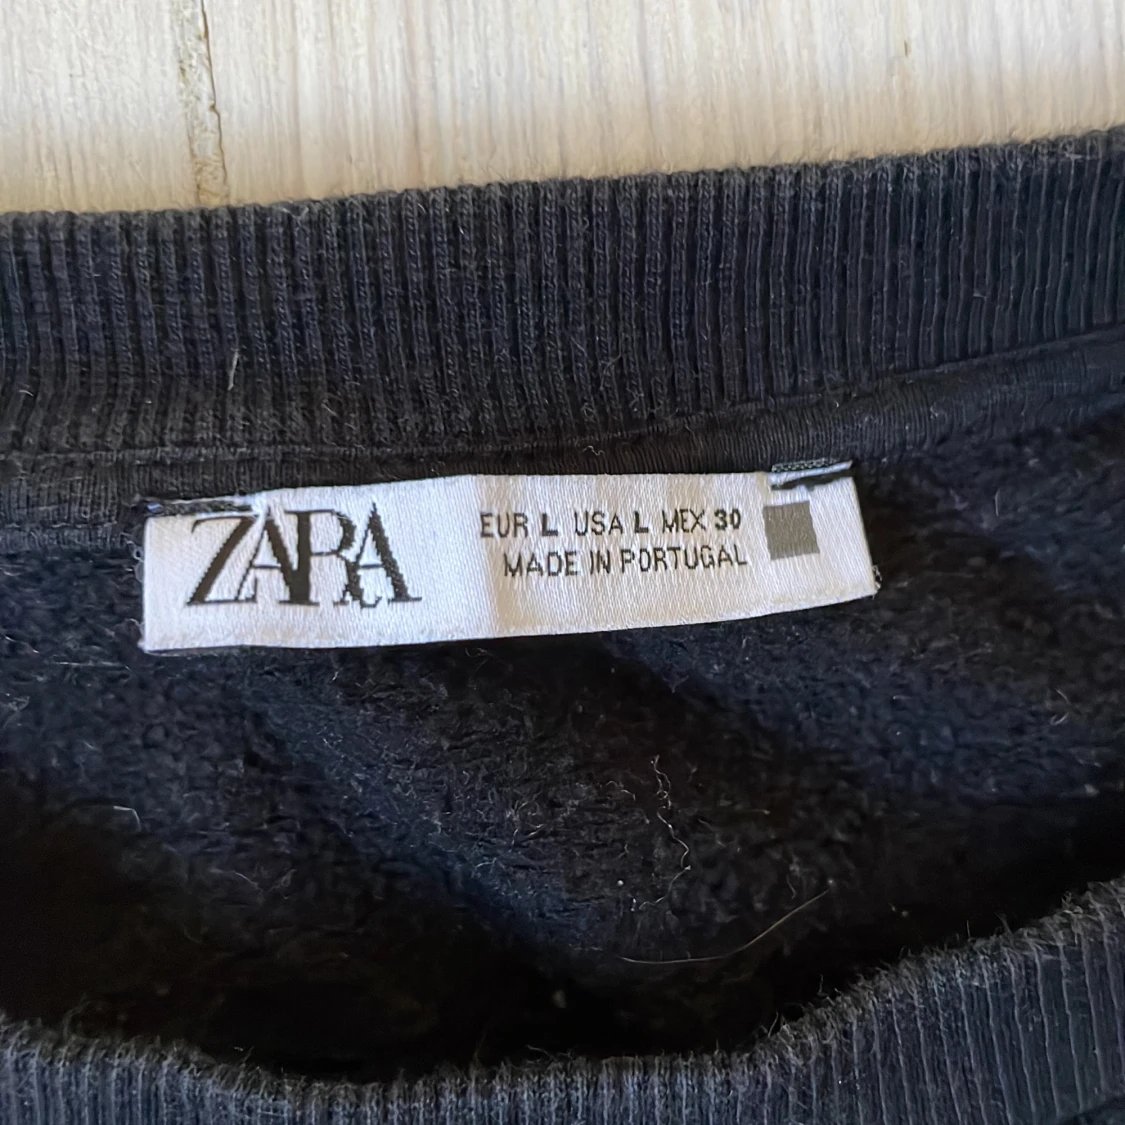 ZARA
EUR L USA L MEX 30
MADE IN PORTUGAL